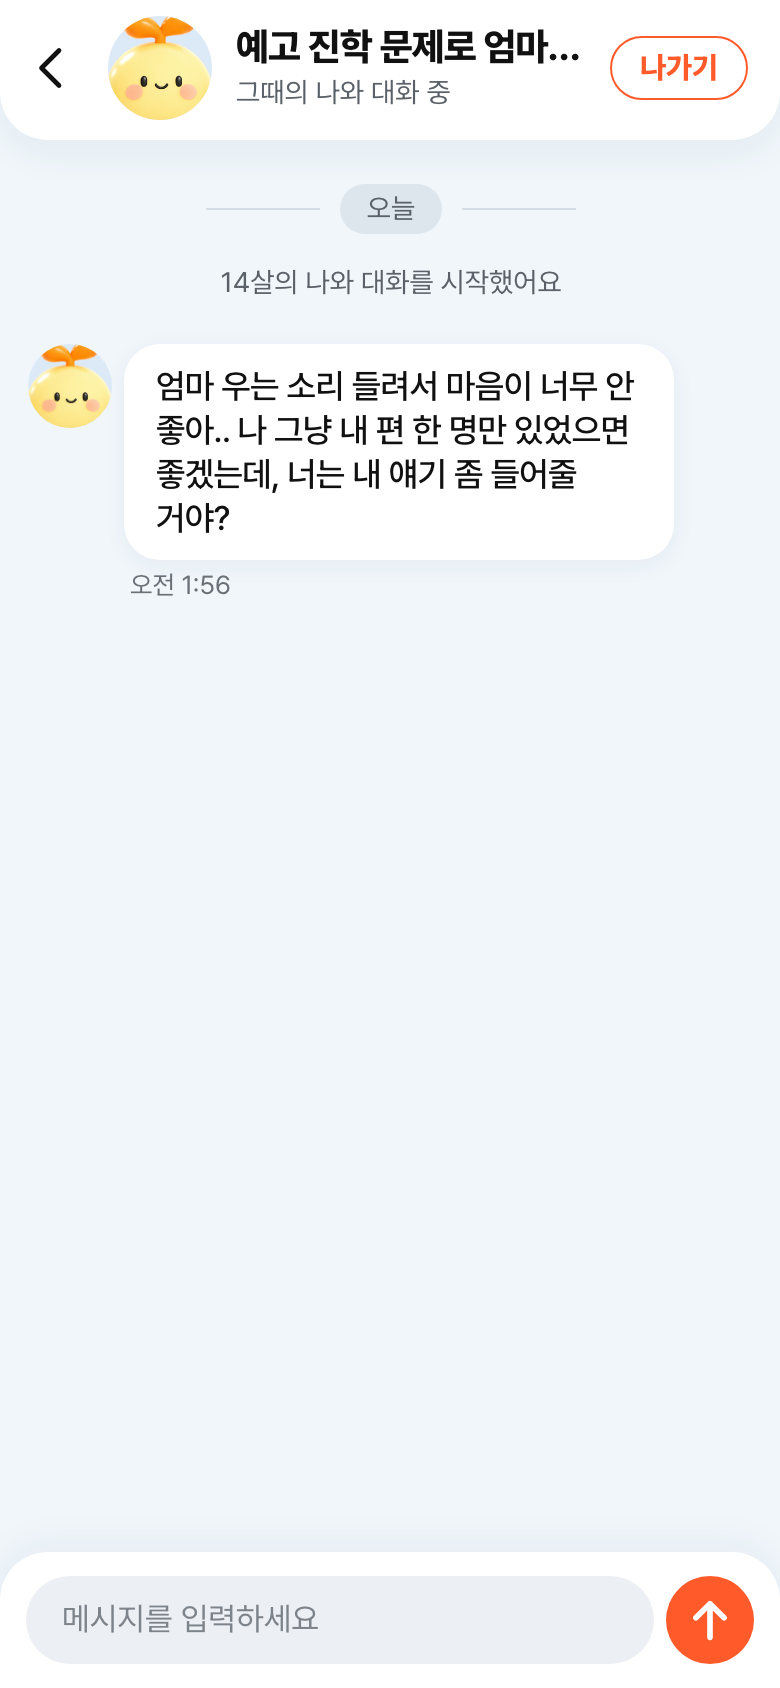 예고 진학 문제로 엄마...
그때의 나와 대화 중
나가기
오늘
14살의 나와 대화를 시작했어요
엄마 우는 소리 들려서 마음이 너무 안
좋아.. 나 그냥 내 편 한 명만 있었으면
좋겠는데, 너는 내 얘기 좀 들어줄
거야?
오전 1:56
메시지를 입력하세요